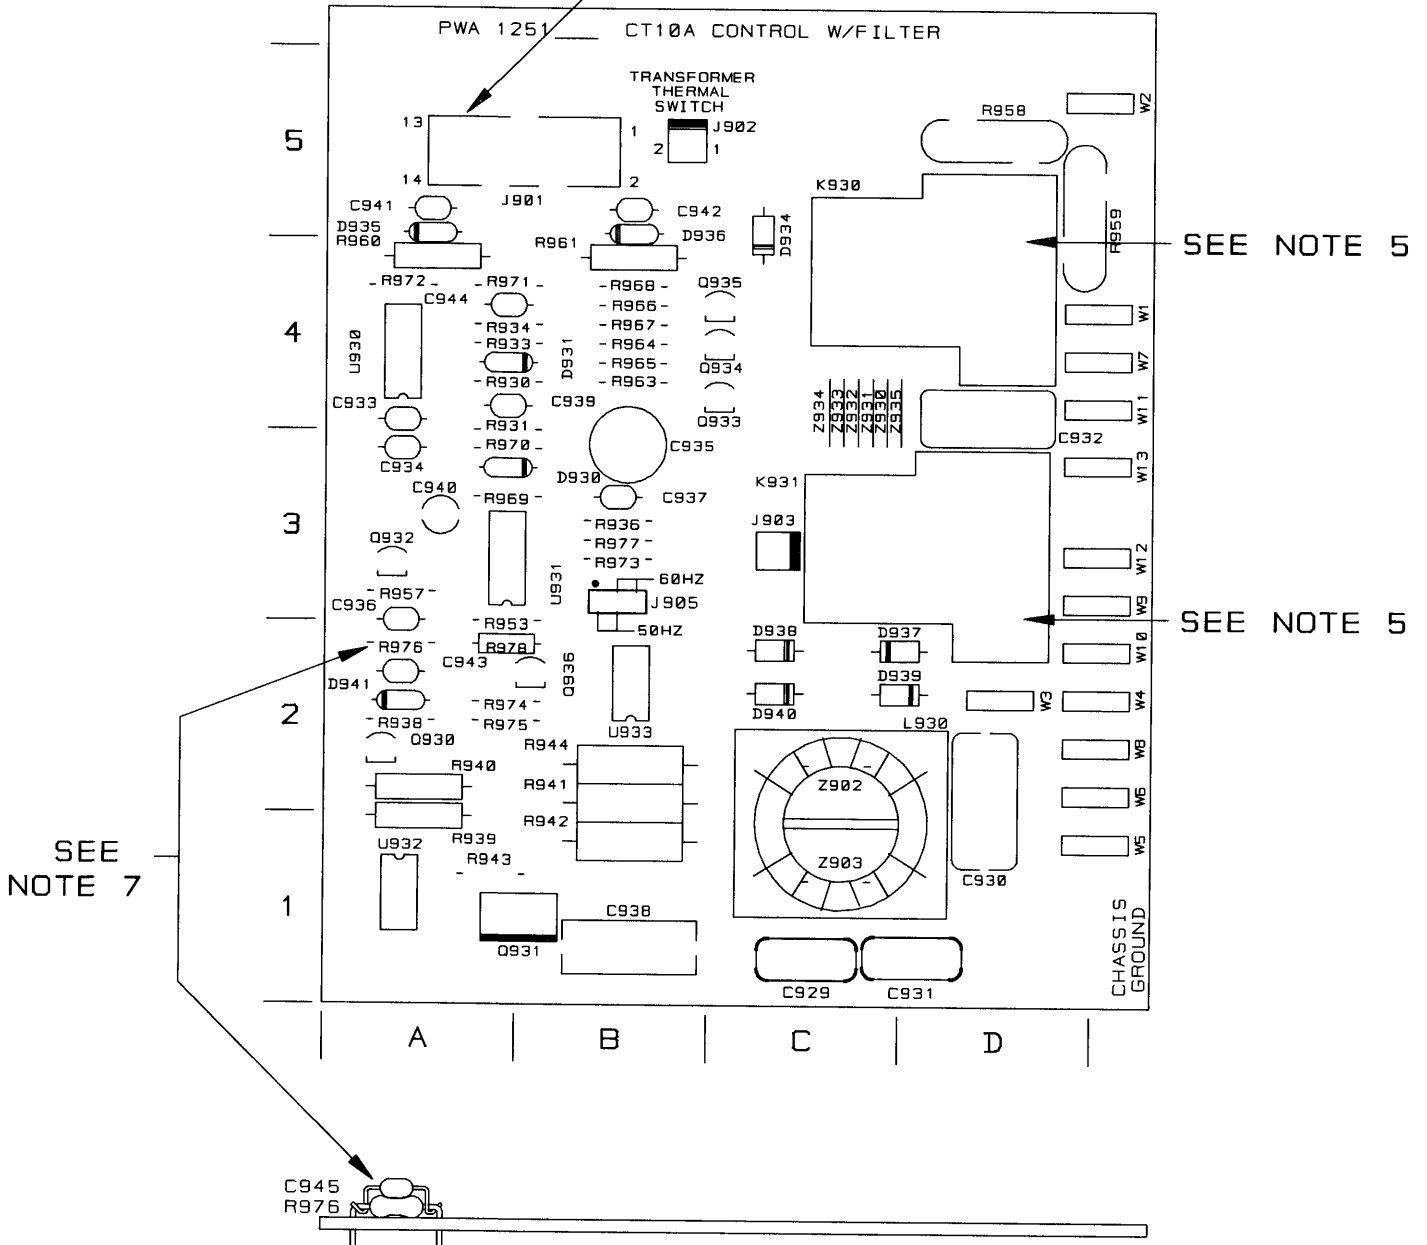 PWA 1251___ CT10A CONTROL W/FILTER
TRANSFORMER
THERMAL
SWITCH
J902
2 1
W2
R958
5
13 1
14 2
J901
K930
C941
C942
D935
D936
D934
R959
SEE NOTE 5
R960
R961
R972
R971
R968
Q935
C944
R966
4
U930
R934
R967
W1
R933
R964
D931
R965
Q934
W7
R930
R963
C933
C939
Q933
Z934
Z933
Z932
Z931
Z930
Z935
W11
R931
C932
R970
C935
C934
W13
D930
K931
C940
R969
C937
3
R936
J903
Q932
R977
R973
W12
U931
60HZ
R957
J905
C936
W9
R953
50HZ
SEE NOTE 5
D938
D937
R976
R978
W10
C943
Q936
D941
D939
2
R974
D940
W3
W4
R938
R975
U933
L930
Q930
R944
W8
R940
R941
Z902
W6
R942
SEE
NOTE 7
U932
R939
W5
R943
Z903
C930
1
C938
Q931
C929
C931
CHASSIS
GROUND
A B C D
C945
R976